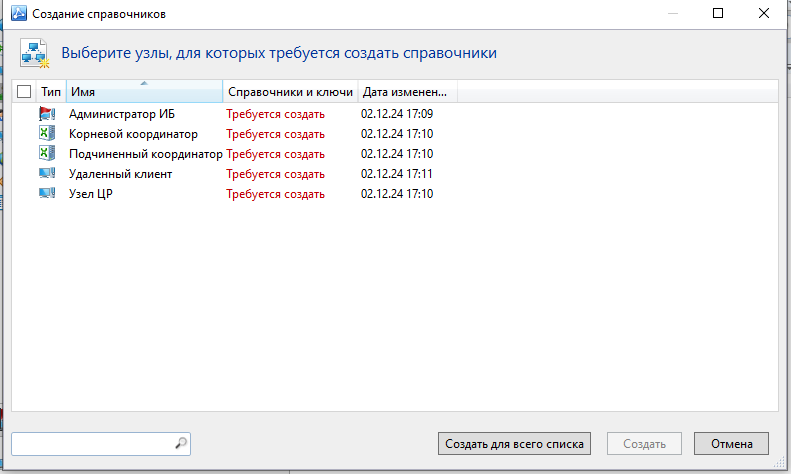 Создание справочников
Выберите узлы, для которых требуется создать справочники
Тип Имя Справочники и ключи Дата изменен...
Администратор ИБ Требуется создать 02.12.24 17:09
Корневой координатор Требуется создать 02.12.24 17:10
Подчиненный координатор Требуется создать 02.12.24 17:10
Удаленный клиент Требуется создать 02.12.24 17:11
Узел ЦР Требуется создать 02.12.24 17:10
Создать для всего списка Создать Отмена